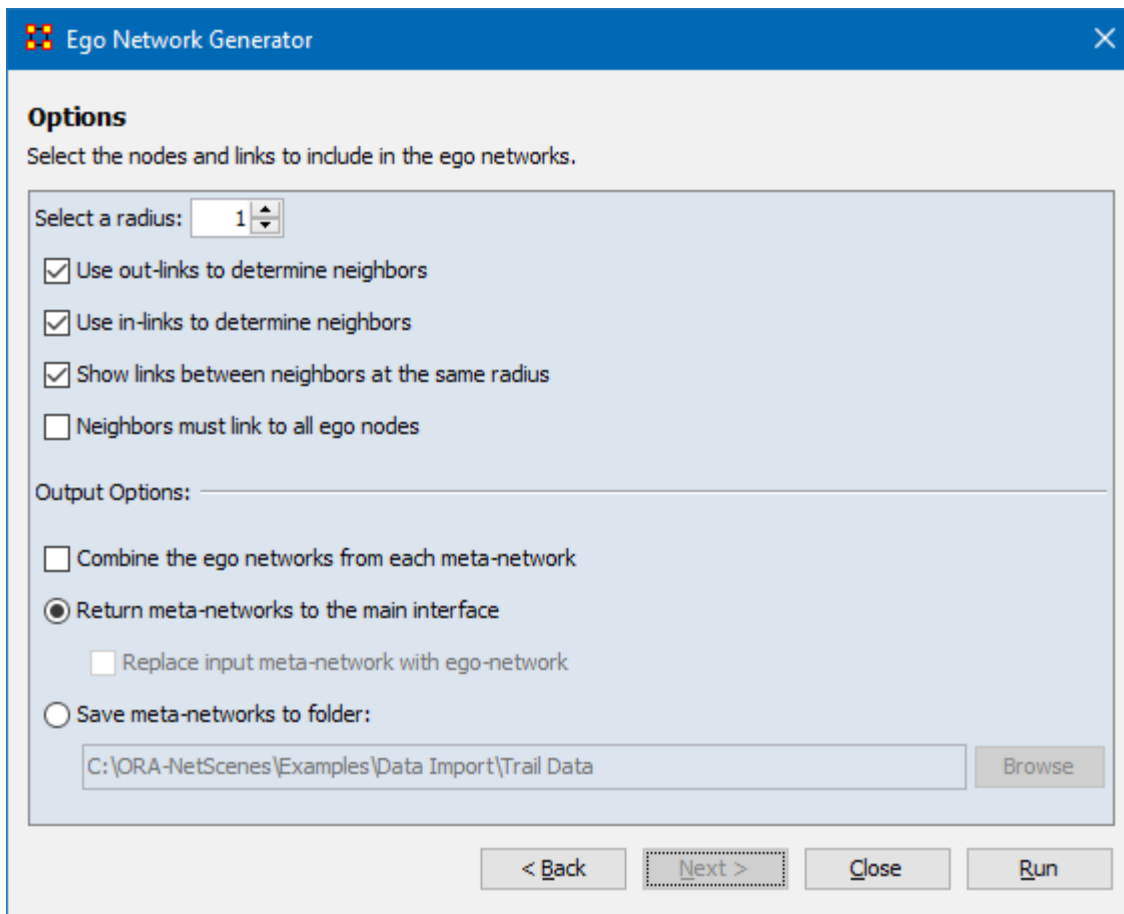 Ego Network Generator
Options
Select the nodes and links to include in the ego networks.
Select a radius: 1
Use out-links to determine neighbors
Use in-links to determine neighbors
Show links between neighbors at the same radius
Neighbors must link to all ego nodes
Output Options:
Combine the ego networks from each meta-network
Return meta-networks to the main interface
Replace input meta-network with ego-network
Save meta-networks to folder:
C:\ORA-NetScenes\Examples\Data Import\Trail Data Browse
< Back Next > Close Run